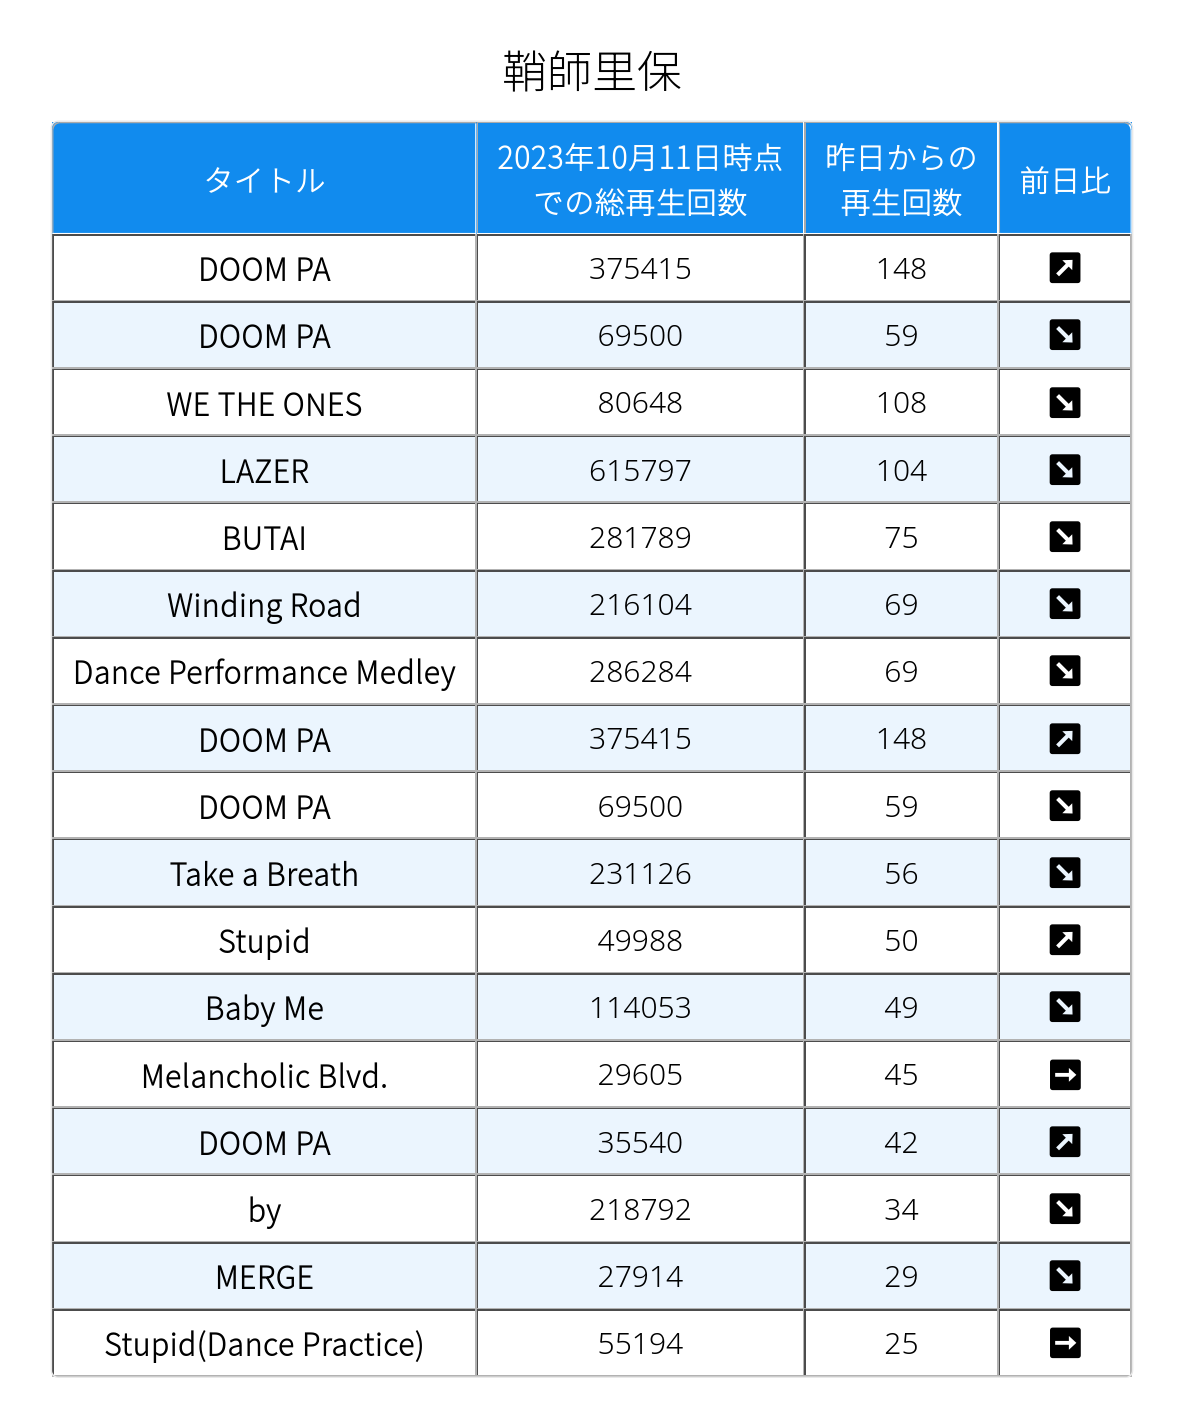 鞘師里保
タイトル 2023年10月11日時点での総再生回数 昨日からの再生回数 前日比
DOOM PA 375415 148 ↗
DOOM PA 69500 59 ↘
WE THE ONES 80648 108 ↘
LAZER 615797 104 ↘
BUTAI 281789 75 ↘
Winding Road 216104 69 ↘
Dance Performance Medley 286284 69 ↘
DOOM PA 375415 148 ↗
DOOM PA 69500 59 ↘
Take a Breath 231126 56 ↘
Stupid 49988 50 ↗
Baby Me 114053 49 ↘
Melancholic Blvd. 29605 45 →
DOOM PA 35540 42 ↗
by 218792 34 ↘
MERGE 27914 29 ↘
Stupid(Dance Practice) 55194 25 →